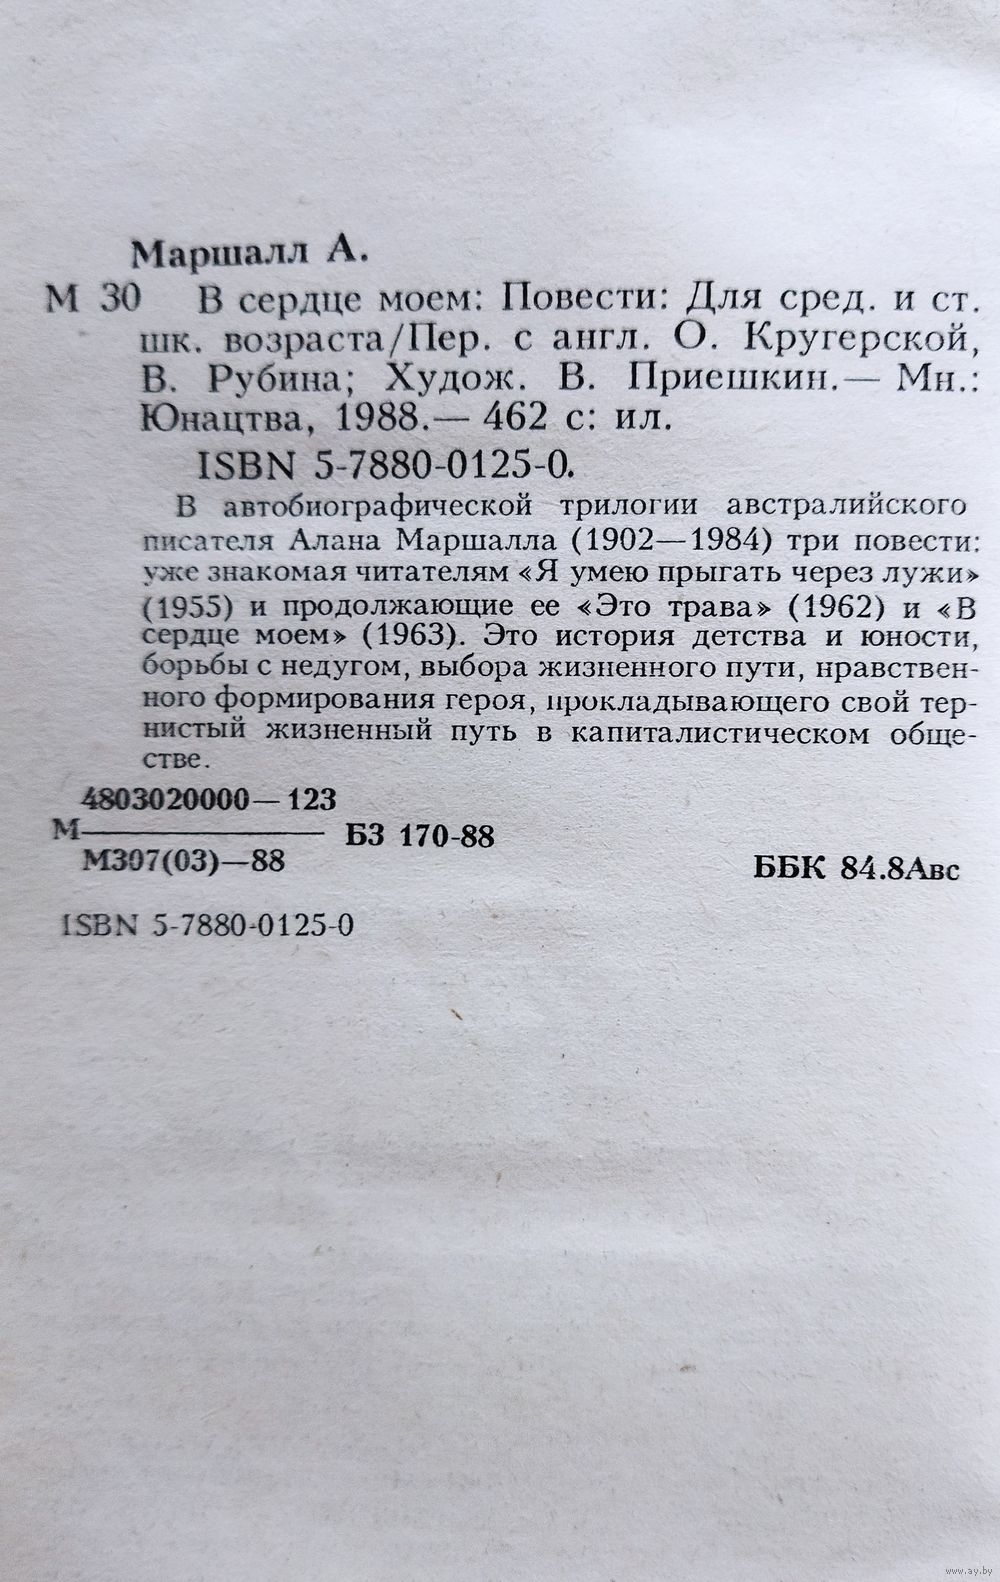 Маршалл А.
М 30 В сердце моем: Повести: Для сред. и ст.
шк. возраста/Пер. с англ. О. Кругерской,
В. Рубина; Худож. В. Приешкин.— Мн.:
Юнацтва, 1988.— 462 с: ил.
ISBN 5-7880-0125-0.
В автобиографической трилогии австралийского
писателя Алана Маршалла (1902—1984) три повести:
уже знакомая читателям «Я умею прыгать через лужи»
(1955) и продолжающие ее «Это трава» (1962) и «В
сердце моем» (1963). Это история детства и юности,
борьбы с недугом, выбора жизненного пути, нравствен-
ного формирования героя, прокладывающего свой тер-
нистый жизненный путь в капиталистическом обще-
стве.
4803020000—123
М——— БЗ 170-88
М307(03)—88
ББК 84.8Авс
ISBN 5-7880-0125-0
www.ay.by